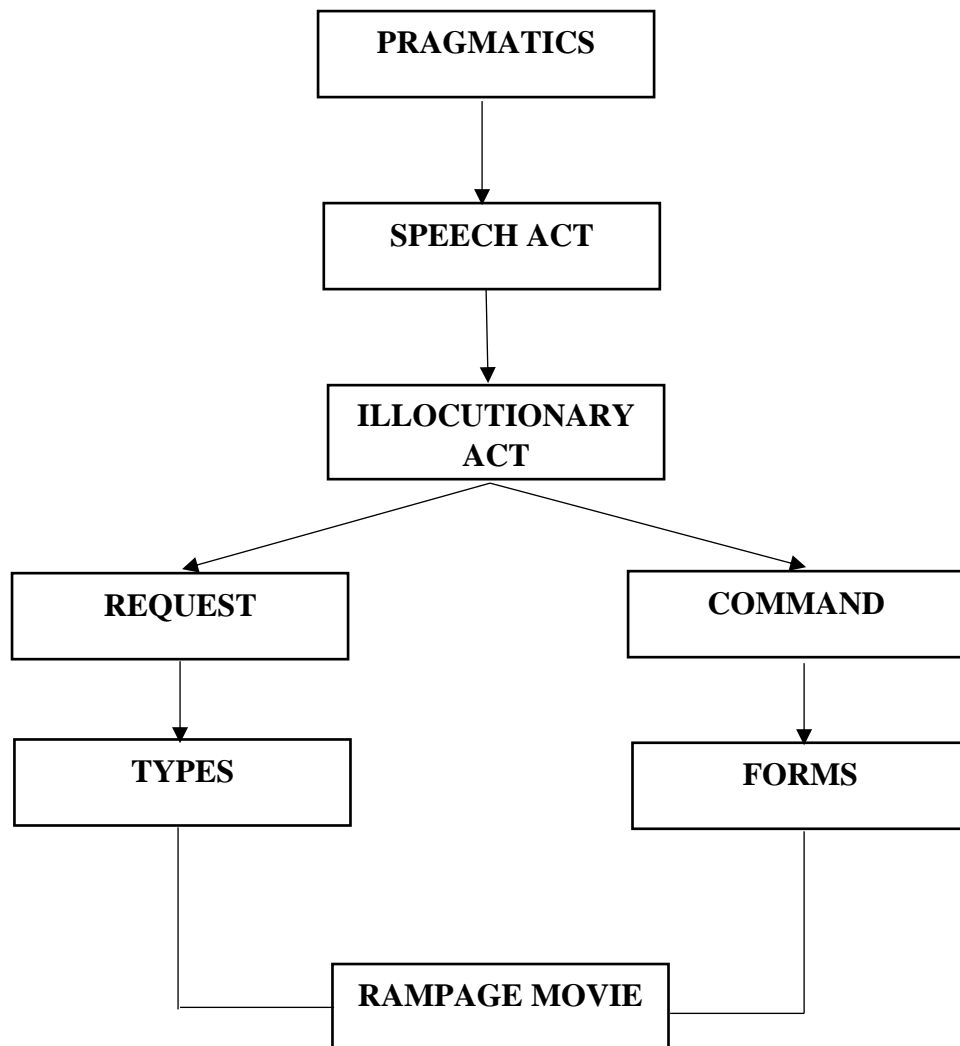 PRAGMATICS
SPEECH ACT
ILLOCUTIONARY
ACT
REQUEST
COMMAND
TYPES
FORMS
RAMPAGE MOVIE